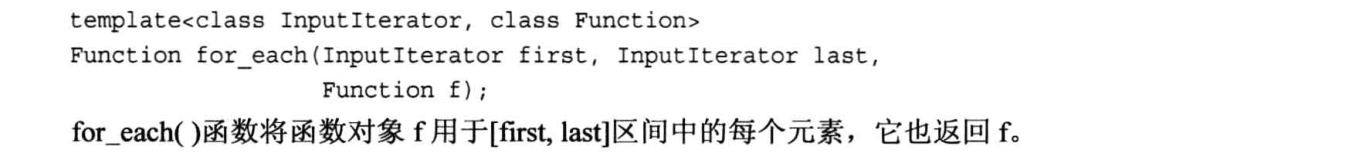 template<class InputIterator, class Function>
Function for_each(InputIterator first, InputIterator last,
Function f);
for_each( )函数将函数对象 f 用于[first, last]区间中的每个元素，它也返回 f。